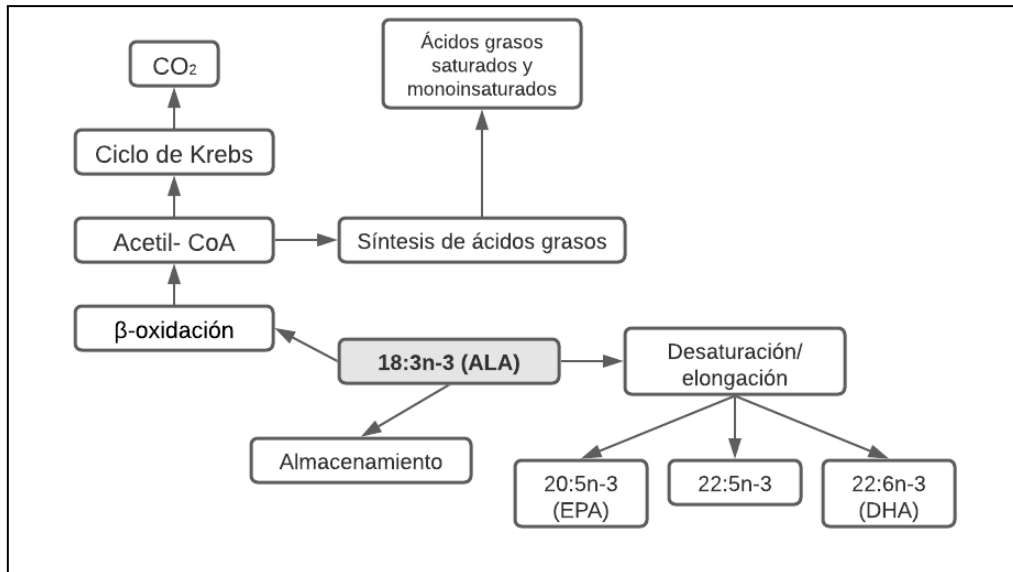 CO₂
Ácidos grasos
saturados y
monoinsaturados
Ciclo de Krebs
Acetil- CoA
Síntesis de ácidos grasos
β-oxidación
18:3n-3 (ALA)
Desaturación/
elongación
Almacenamiento
20:5n-3
(EPA)
22:5n-3
22:6n-3
(DHA)